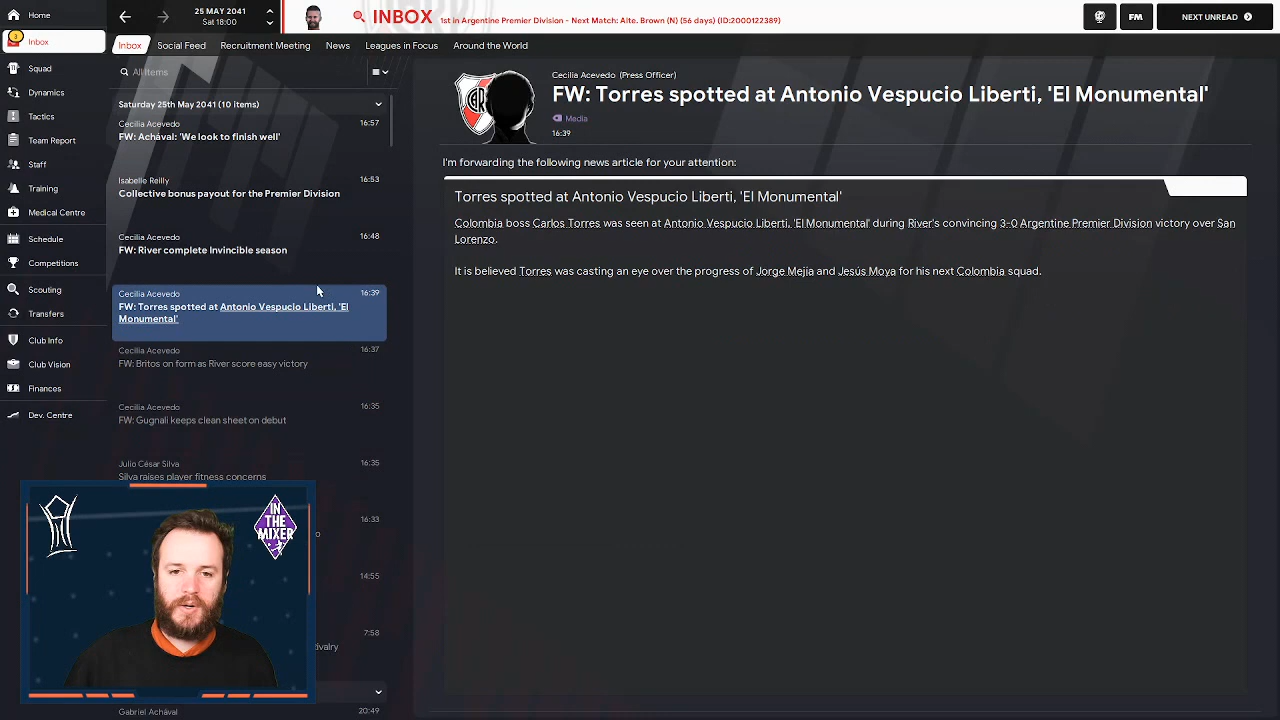 25 MAY 2041
Sat 18:00
INBOX
1st in Argentine Premier Division - Next Match: Alte. Brown (N) (56 days) (ID:2000122389)
FM
NEXT UNREAD
Home
3
Inbox
Squad
Dynamics
Tactics
Team Report
Staff
Training
Medical Centre
Schedule
Competitions
Scouting
Transfers
Club Info
Club Vision
Finances
Dev. Centre
Inbox
Social Feed
Recruitment Meeting
News
Leagues in Focus
Around the World
All Items
Saturday 25th May 2041 (10 items)
Cecilia Acevedo
16:57
FW: Achával: 'We look to finish well'
Isabelle Reilly
16:53
Collective bonus payout for the Premier Division
Cecilia Acevedo
16:48
FW: River complete Invincible season
Cecilia Acevedo
16:39
FW: Torres spotted at Antonio Vespucio Liberti, 'El
Monumental'
Cecilia Acevedo
16:37
FW: Britos on form as River score easy victory
Cecilia Acevedo
16:35
FW: Gugnali keeps clean sheet on debut
Julio César Silva
16:35
Silva raises player fitness concerns
16:33
14:55
7:58
Gabriel Achával
20:49
IN
THE
MIXER
Cecilia Acevedo (Press Officer)
FW: Torres spotted at Antonio Vespucio Liberti, 'El Monumental'
Media
16:39
I'm forwarding the following news article for your attention:
Torres spotted at Antonio Vespucio Liberti, 'El Monumental'
Colombia boss Carlos Torres was seen at Antonio Vespucio Liberti, 'El Monumental' during River's convincing 3-0 Argentine Premier Division victory over San
Lorenzo.
It is believed Torres was casting an eye over the progress of Jorge Mejía and Jesús Moya for his next Colombia squad.